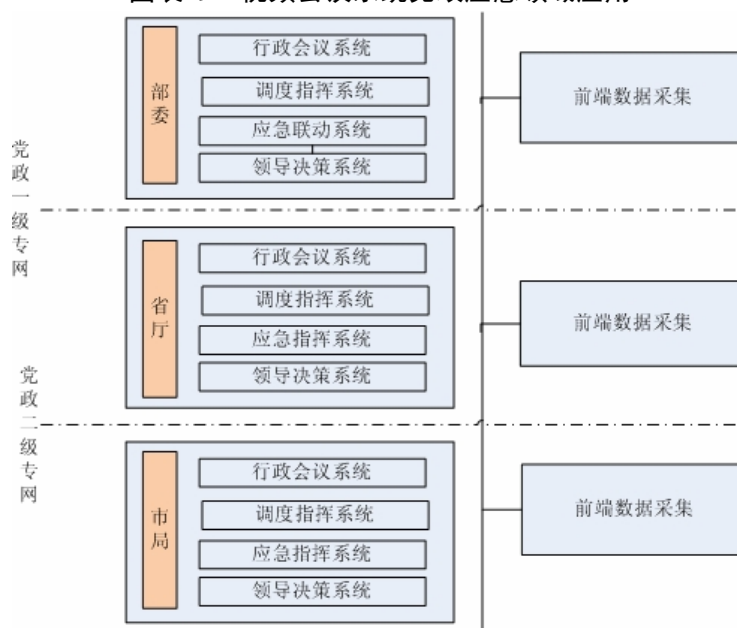 部委
行政会议系统
调度指挥系统
应急联动系统
领导决策系统
前端数据采集
党政一级专网
省厅
行政会议系统
调度指挥系统
应急指挥系统
领导决策系统
前端数据采集
党政二级专网
市局
行政会议系统
调度指挥系统
应急指挥系统
领导决策系统
前端数据采集